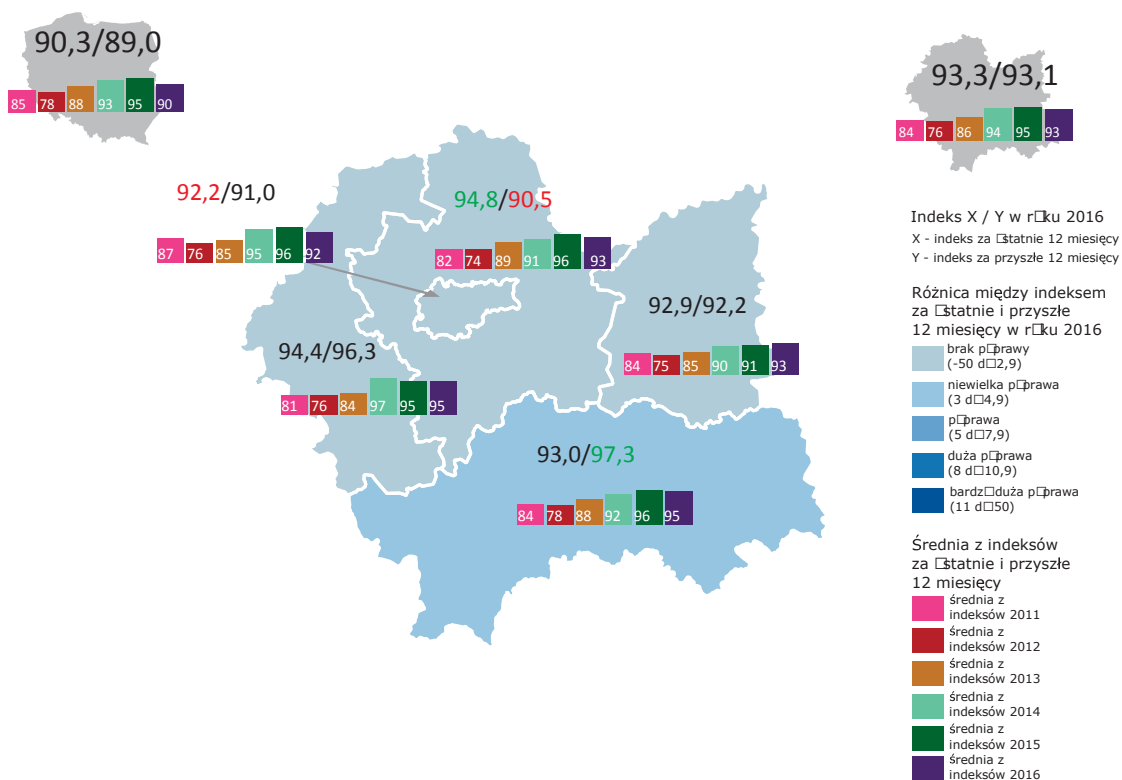 90,3/89,0
85 78 88 93 95 90
93,3/93,1
84 76 86 94 95 93
92,2/91,0
87 76 85 95 96 92
94,8/90,5
82 74 89 91 96 93
92,9/92,2
84 75 85 90 91 93
94,4/96,3
81 76 84 97 95 95
93,0/97,3
84 78 88 92 96 95
Indeks X / Y w r□ku 2016
X - indeks za □statnie 12 miesięcy
Y - indeks za przyszłe 12 miesięcy
Różnica między indeksem
za □statnie i przyszłe
12 miesięcy w r□ku 2016
brak p□prawy
(-50 d□2,9)
niewielka p□prawa
(3 d□4,9)
p□prawa
(5 d□7,9)
duża p□prawa
(8 d□10,9)
bardz□duża p□prawa
(11 d□50)
Średnia z indeksów
za □statnie i przyszłe
12 miesięcy
średnia z
indeksów 2011
średnia z
indeksów 2012
średnia z
indeksów 2013
średnia z
indeksów 2014
średnia z
indeksów 2015
średnia z
indeksów 2016